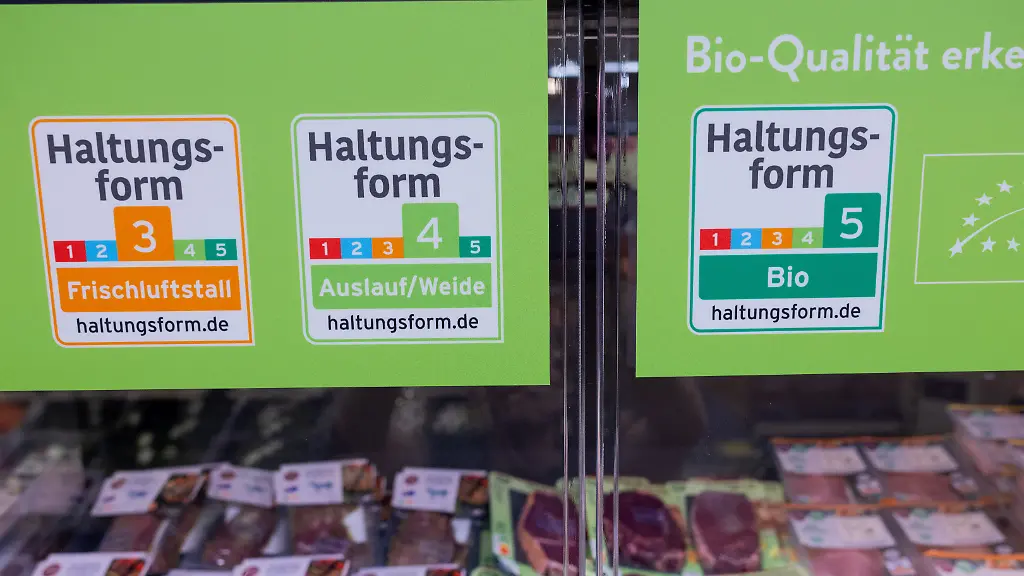 Haltungs-
form
1 2 3 4 5
Frischluftstall
haltungsform.de
Haltungs-
form
1 2 3 4 5
Auslauf/Weide
haltungsform.de
Bio-Qualität erke
Haltungs-
form
1 2 3 4 5
Bio
haltungsform.de